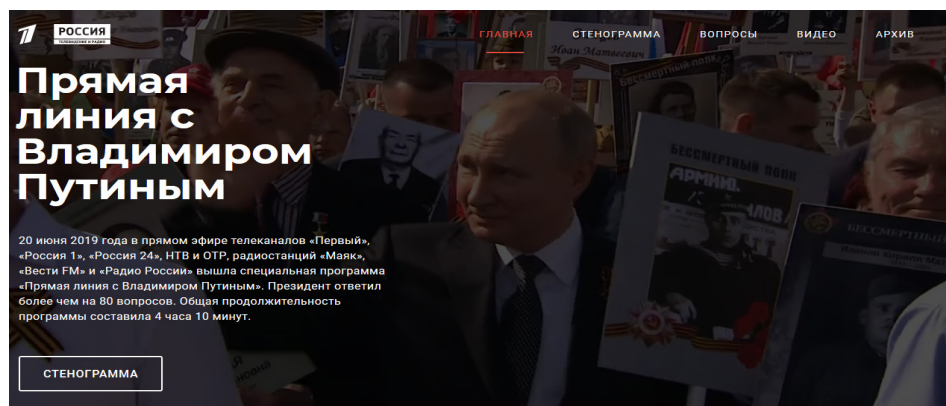 РОССИЯ
ТЕЛЕВИДЕНИЕ И РАДИО
ГЛАВНАЯ
СТЕНОГРАММА
ВОПРОСЫ
ВИДЕО
АРХИВ
Прямая
линия с
Владимиром
Путиным
20 июня 2019 года в прямом эфире телеканалов «Первый»,
«Россия 1», «Россия 24», НТВ и ОТР, радиостанций «Маяк»,
«Вести FM» и «Радио России» вышла специальная программа
«Прямая линия с Владимиром Путиным». Президент ответил
более чем на 80 вопросов. Общая продолжительность
программы составила 4 часа 10 минут.
СТЕНОГРАММА
Иван Матвеевич
Бессмертный полк
БЕССМЕРТНЫЙ ПОЛК
АРМИЮ.